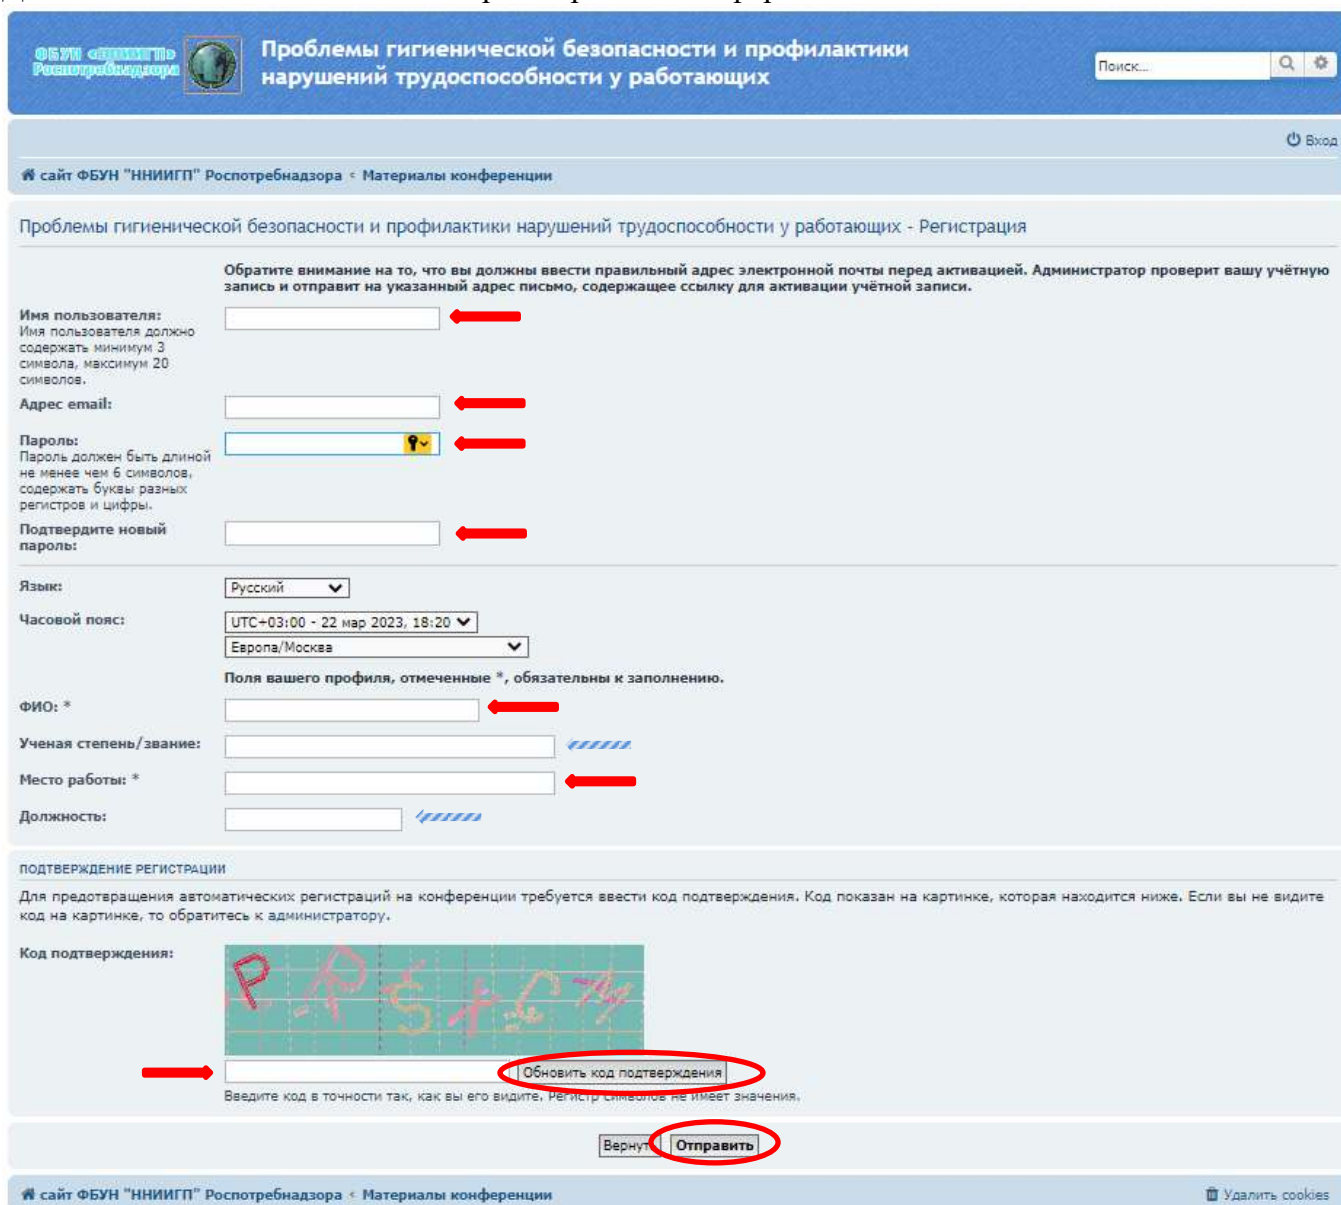 ФБУН «ННИИГП»
Роспотребнадзора
Проблемы гигиенической безопасности и профилактики
нарушений трудоспособности у работающих
Поиск...
Вход
сайт ФБУН "ННИИГП" Роспотребнадзора ‹ Материалы конференции
Проблемы гигиенической безопасности и профилактики нарушений трудоспособности у работающих - Регистрация
Обратите внимание на то, что вы должны ввести правильный адрес электронной почты перед активацией. Администратор проверит вашу учётную
запись и отправит на указанный адрес письмо, содержащее ссылку для активации учётной записи.
Имя пользователя:
Имя пользователя должно
содержать минимум 3
символа, максимум 20
символов.
Адрес email:
Пароль:
Пароль должен быть длиной
не менее чем 6 символов,
содержать буквы разных
регистров и цифры.
Подтвердите новый
пароль:
Язык:
Русский
Часовой пояс:
UTC+03:00 - 22 мар 2023, 18:20
Европа/Москва
Поля вашего профиля, отмеченные *, обязательны к заполнению.
ФИО: *
Ученая степень/звание:
Место работы: *
Должность:
ПОДТВЕРЖДЕНИЕ РЕГИСТРАЦИИ
Для предотвращения автоматических регистраций на конференции требуется ввести код подтверждения. Код показан на картинке, которая находится ниже. Если вы не видите
код на картинке, то обратитесь к администратору.
Код подтверждения:
Обновить код подтверждения
Введите код в точности так, как вы его видите. Регистр символов не имеет значения.
Отправить
сайт ФБУН "ННИИГП" Роспотребнадзора ‹ Материалы конференции
Удалить cookies